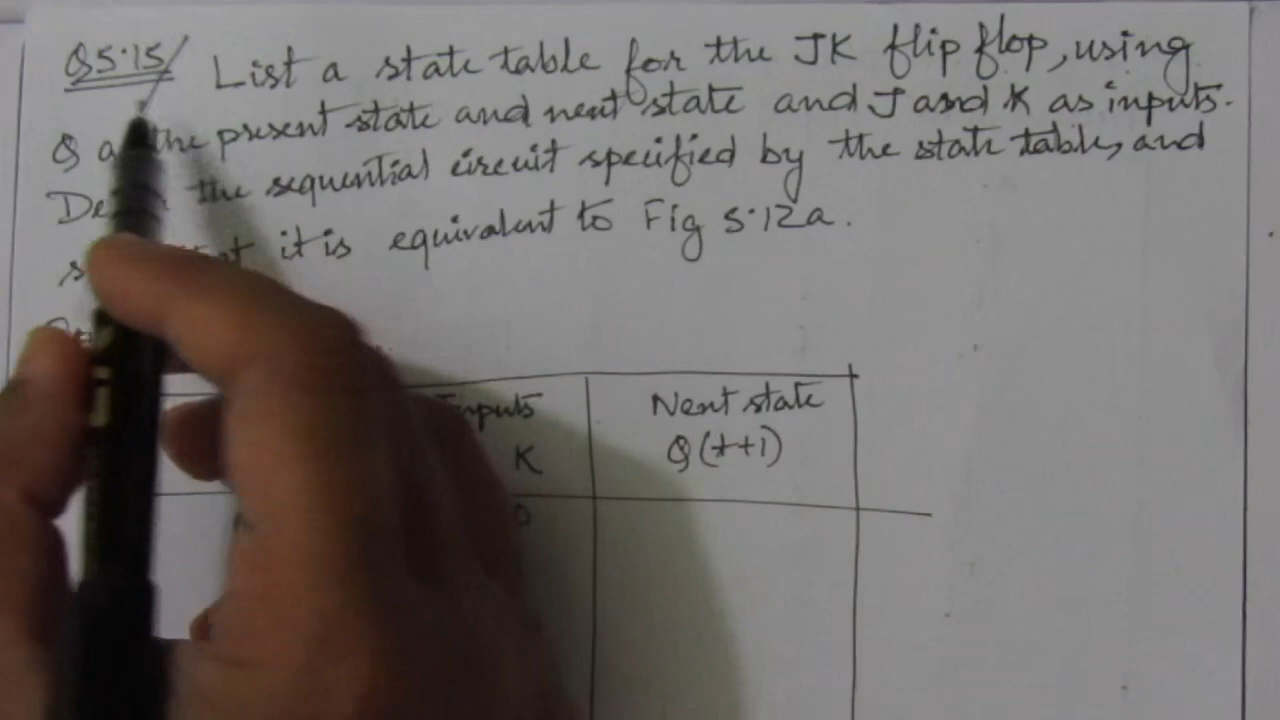 Q5.15/ List a state table for the JK flip flop, using
Q the present state and next state and J and K as inputs.
the sequential circuit specified by the state table, and
it is equivalent to Fig 5.12a.
Inputs Next state
K Q(t+1)
0